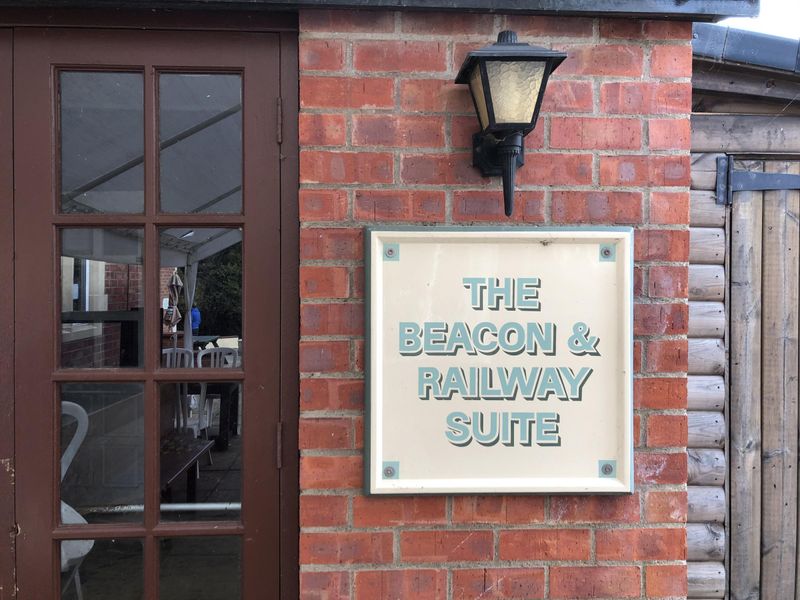 THE
BEACON &
RAILWAY
SUITE